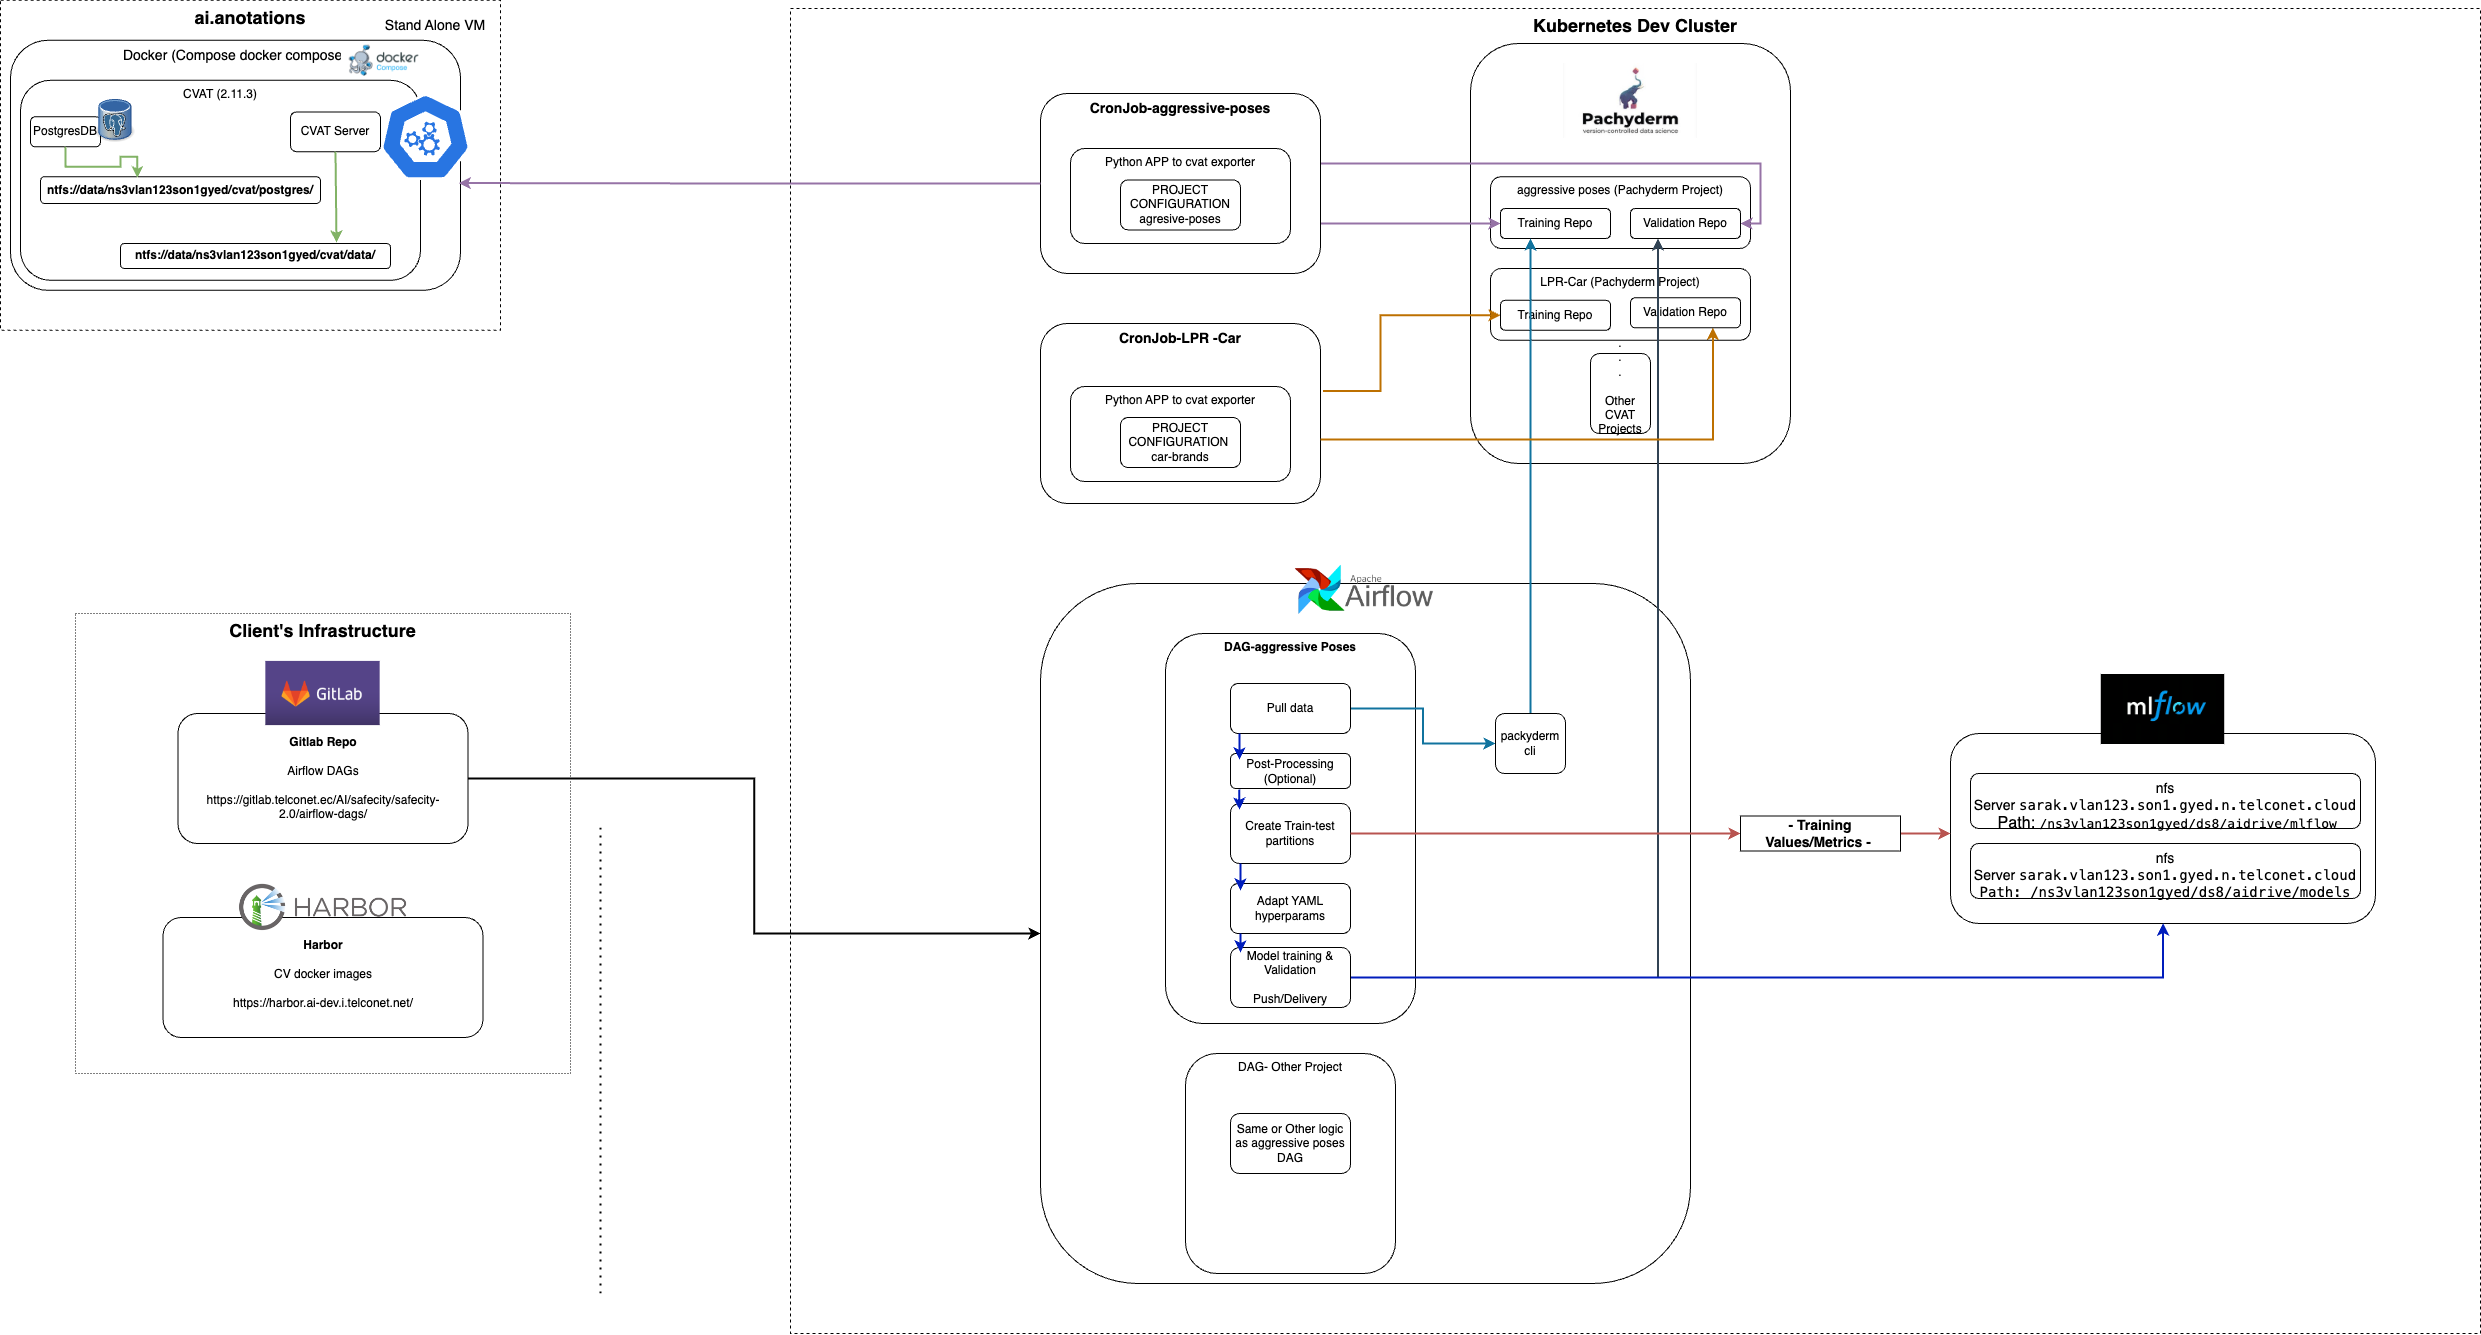 ai.anotations
Stand Alone VM
Docker (Compose docker compose
docker
Compose
CVAT (2.11.3)
PostgresDB
CVAT Server
ntfs://data/ns3vlan123son1gyed/cvat/postgres/
ntfs://data/ns3vlan123son1gyed/cvat/data/
Kubernetes Dev Cluster
CronJob-aggressive-poses
Python APP to cvat exporter
PROJECT
CONFIGURATION
agresive-poses
Pachyderm
version-controlled data science
aggressive poses (Pachyderm Project)
Training Repo
Validation Repo
LPR-Car (Pachyderm Project)
Training Repo
Validation Repo
.
.
.
Other
CVAT
Projects
CronJob-LPR -Car
Python APP to cvat exporter
PROJECT
CONFIGURATION
car-brands
Client's Infrastructure
GitLab
Gitlab Repo
Airflow DAGs
https://gitlab.telconet.ec/AI/safecity/safecity-
2.0/airflow-dags/
HARBOR
Harbor
CV docker images
https://harbor.ai-dev.i.telconet.net/
Apache
Airflow
DAG-aggressive Poses
Pull data
Post-Processing
(Optional)
Create Train-test
partitions
Adapt YAML
hyperparams
Model training &
Validation
Push/Delivery
packyderm
cli
DAG- Other Project
Same or Other logic
as aggressive poses
DAG
- Training
Values/Metrics -
mlflow
nfs
Server sarak.vlan123.son1.gyed.n.telconet.cloud
Path: /ns3vlan123son1gyed/ds8/aidrive/mlflow
nfs
Server sarak.vlan123.son1.gyed.n.telconet.cloud
Path: /ns3vlan123son1gyed/ds8/aidrive/models